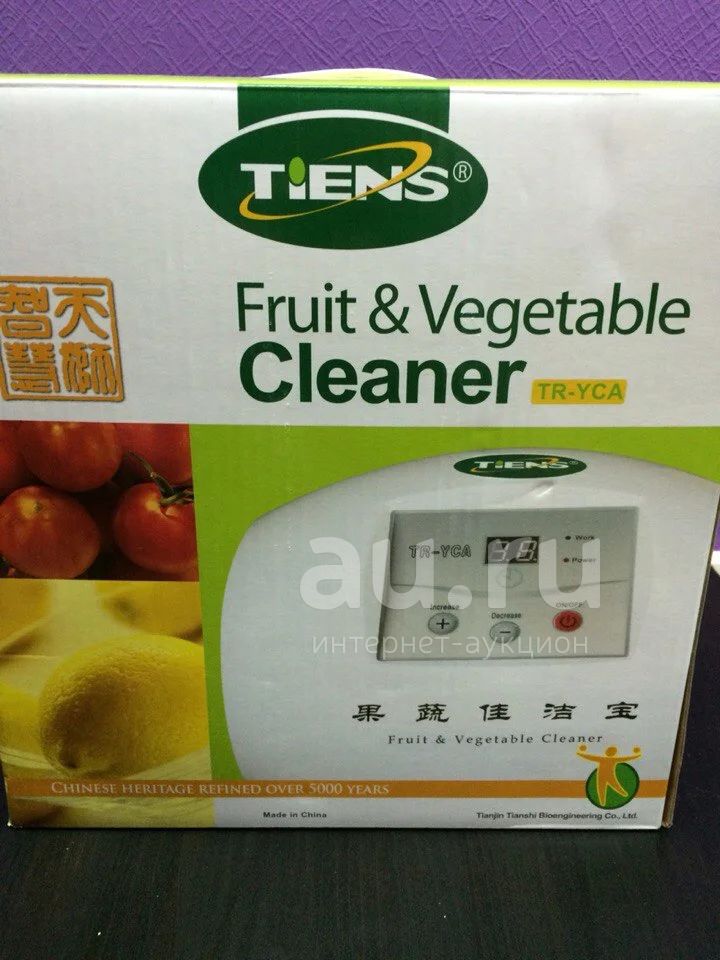 TIENS®
天狮
智慧
Fruit & Vegetable
Cleaner TR-YCA
TIENS®
TR-YCA
Work
Power
au.ru
интернет-аукцион
Increase
+
Decrease
−
ON/OFF
果蔬佳洁宝
Fruit & Vegetable Cleaner
CHINESE HERITAGE REFINED OVER 5000 YEARS
Made in China
Tianjin Tianshi Bioengineering Co., Ltd.